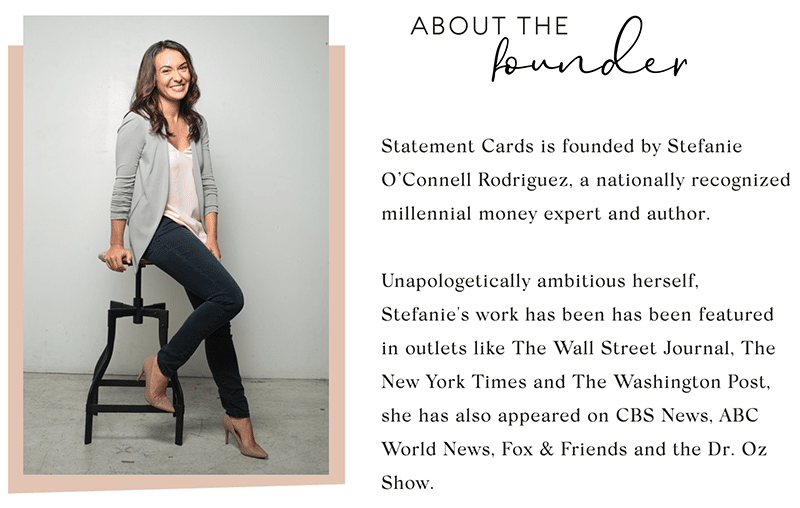 ABOUT THE
founder
Statement Cards is founded by Stefanie
O’Connell Rodriguez, a nationally recognized
millennial money expert and author.
Unapologetically ambitious herself,
Stefanie's work has been has been featured
in outlets like The Wall Street Journal, The
New York Times and The Washington Post,
she has also appeared on CBS News, ABC
World News, Fox & Friends and the Dr. Oz
Show.